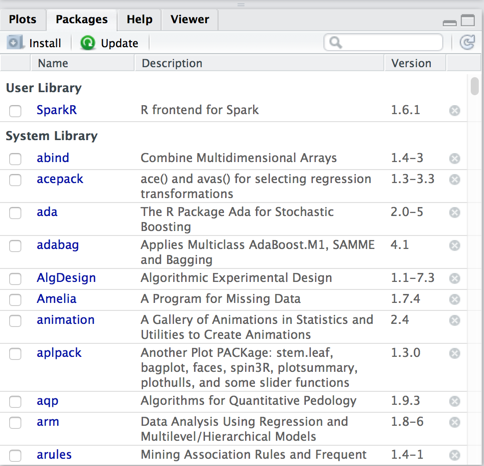 Plots Packages Help Viewer
Install Update
Name Description Version
User Library
SparkR R frontend for Spark 1.6.1
System Library
abind Combine Multidimensional Arrays 1.4-3
acepack ace() and avas() for selecting regression 1.3-3.3
transformations
ada The R Package Ada for Stochastic 2.0-5
Boosting
adabag Applies Multiclass AdaBoost.M1, SAMME 4.1
and Bagging
AlgDesign Algorithmic Experimental Design 1.1-7.3
Amelia A Program for Missing Data 1.7.4
animation A Gallery of Animations in Statistics and 2.4
Utilities to Create Animations
aplpack Another Plot PACKage: stem.leaf, 1.3.0
bagplot, faces, spin3R, plotsummary,
plothulls, and some slider functions
aqp Algorithms for Quantitative Pedology 1.9.3
arm Data Analysis Using Regression and 1.8-6
Multilevel/Hierarchical Models
arules Mining Association Rules and Frequent 1.4-1